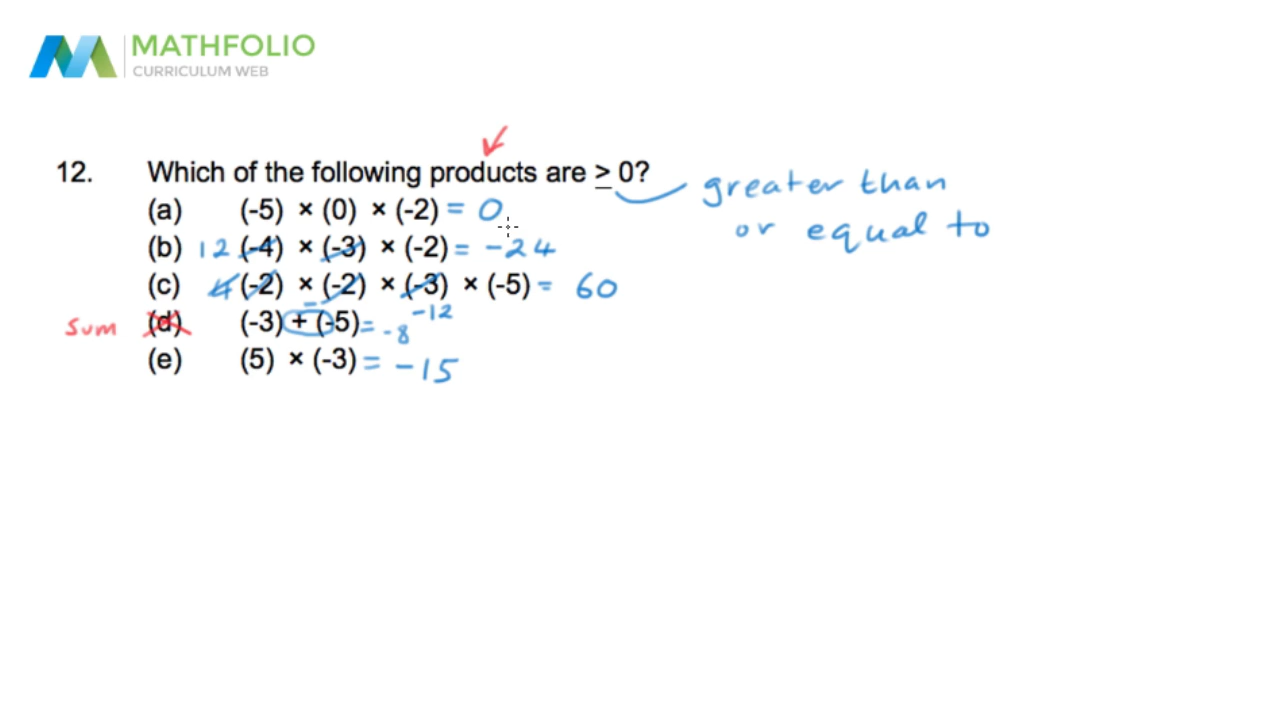 MATHFOLIO
CURRICULUM WEB
12. Which of the following products are ≥ 0? greater than
or equal to
(a) (-5) × (0) × (-2) = 0
(b) 12 (-4) × (-3) × (-2) = -24
(c) 4 (-2) × (-2) × (-3) × (-5) = 60
-12
sum (d) (-3) + (-5) = -8
(e) (5) × (-3) = -15